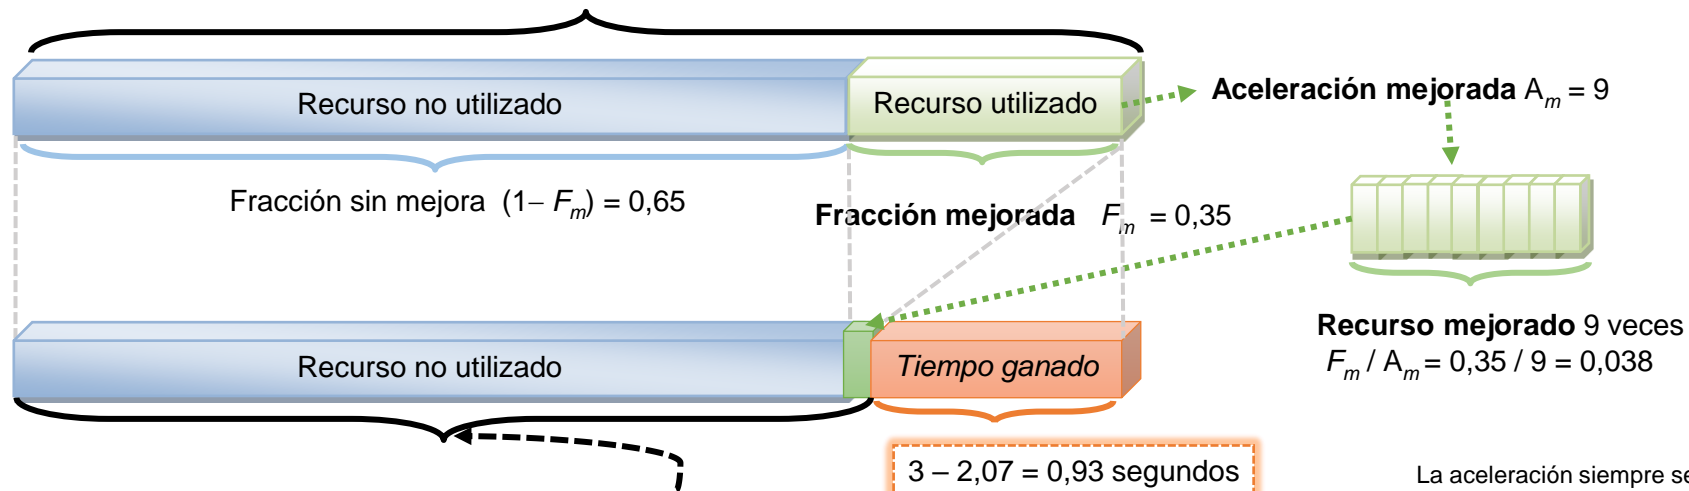 Recurso no utilizado
Recurso utilizado
Aceleración mejorada Am = 9
Fracción sin mejora (1– Fm) = 0,65
Fracción mejorada Fm = 0,35
Recurso mejorado 9 veces
Fm / Am = 0,35 / 9 = 0,038
Recurso no utilizado
Tiempo ganado
3 – 2,07 = 0,93 segundos
La aceleración siempre se